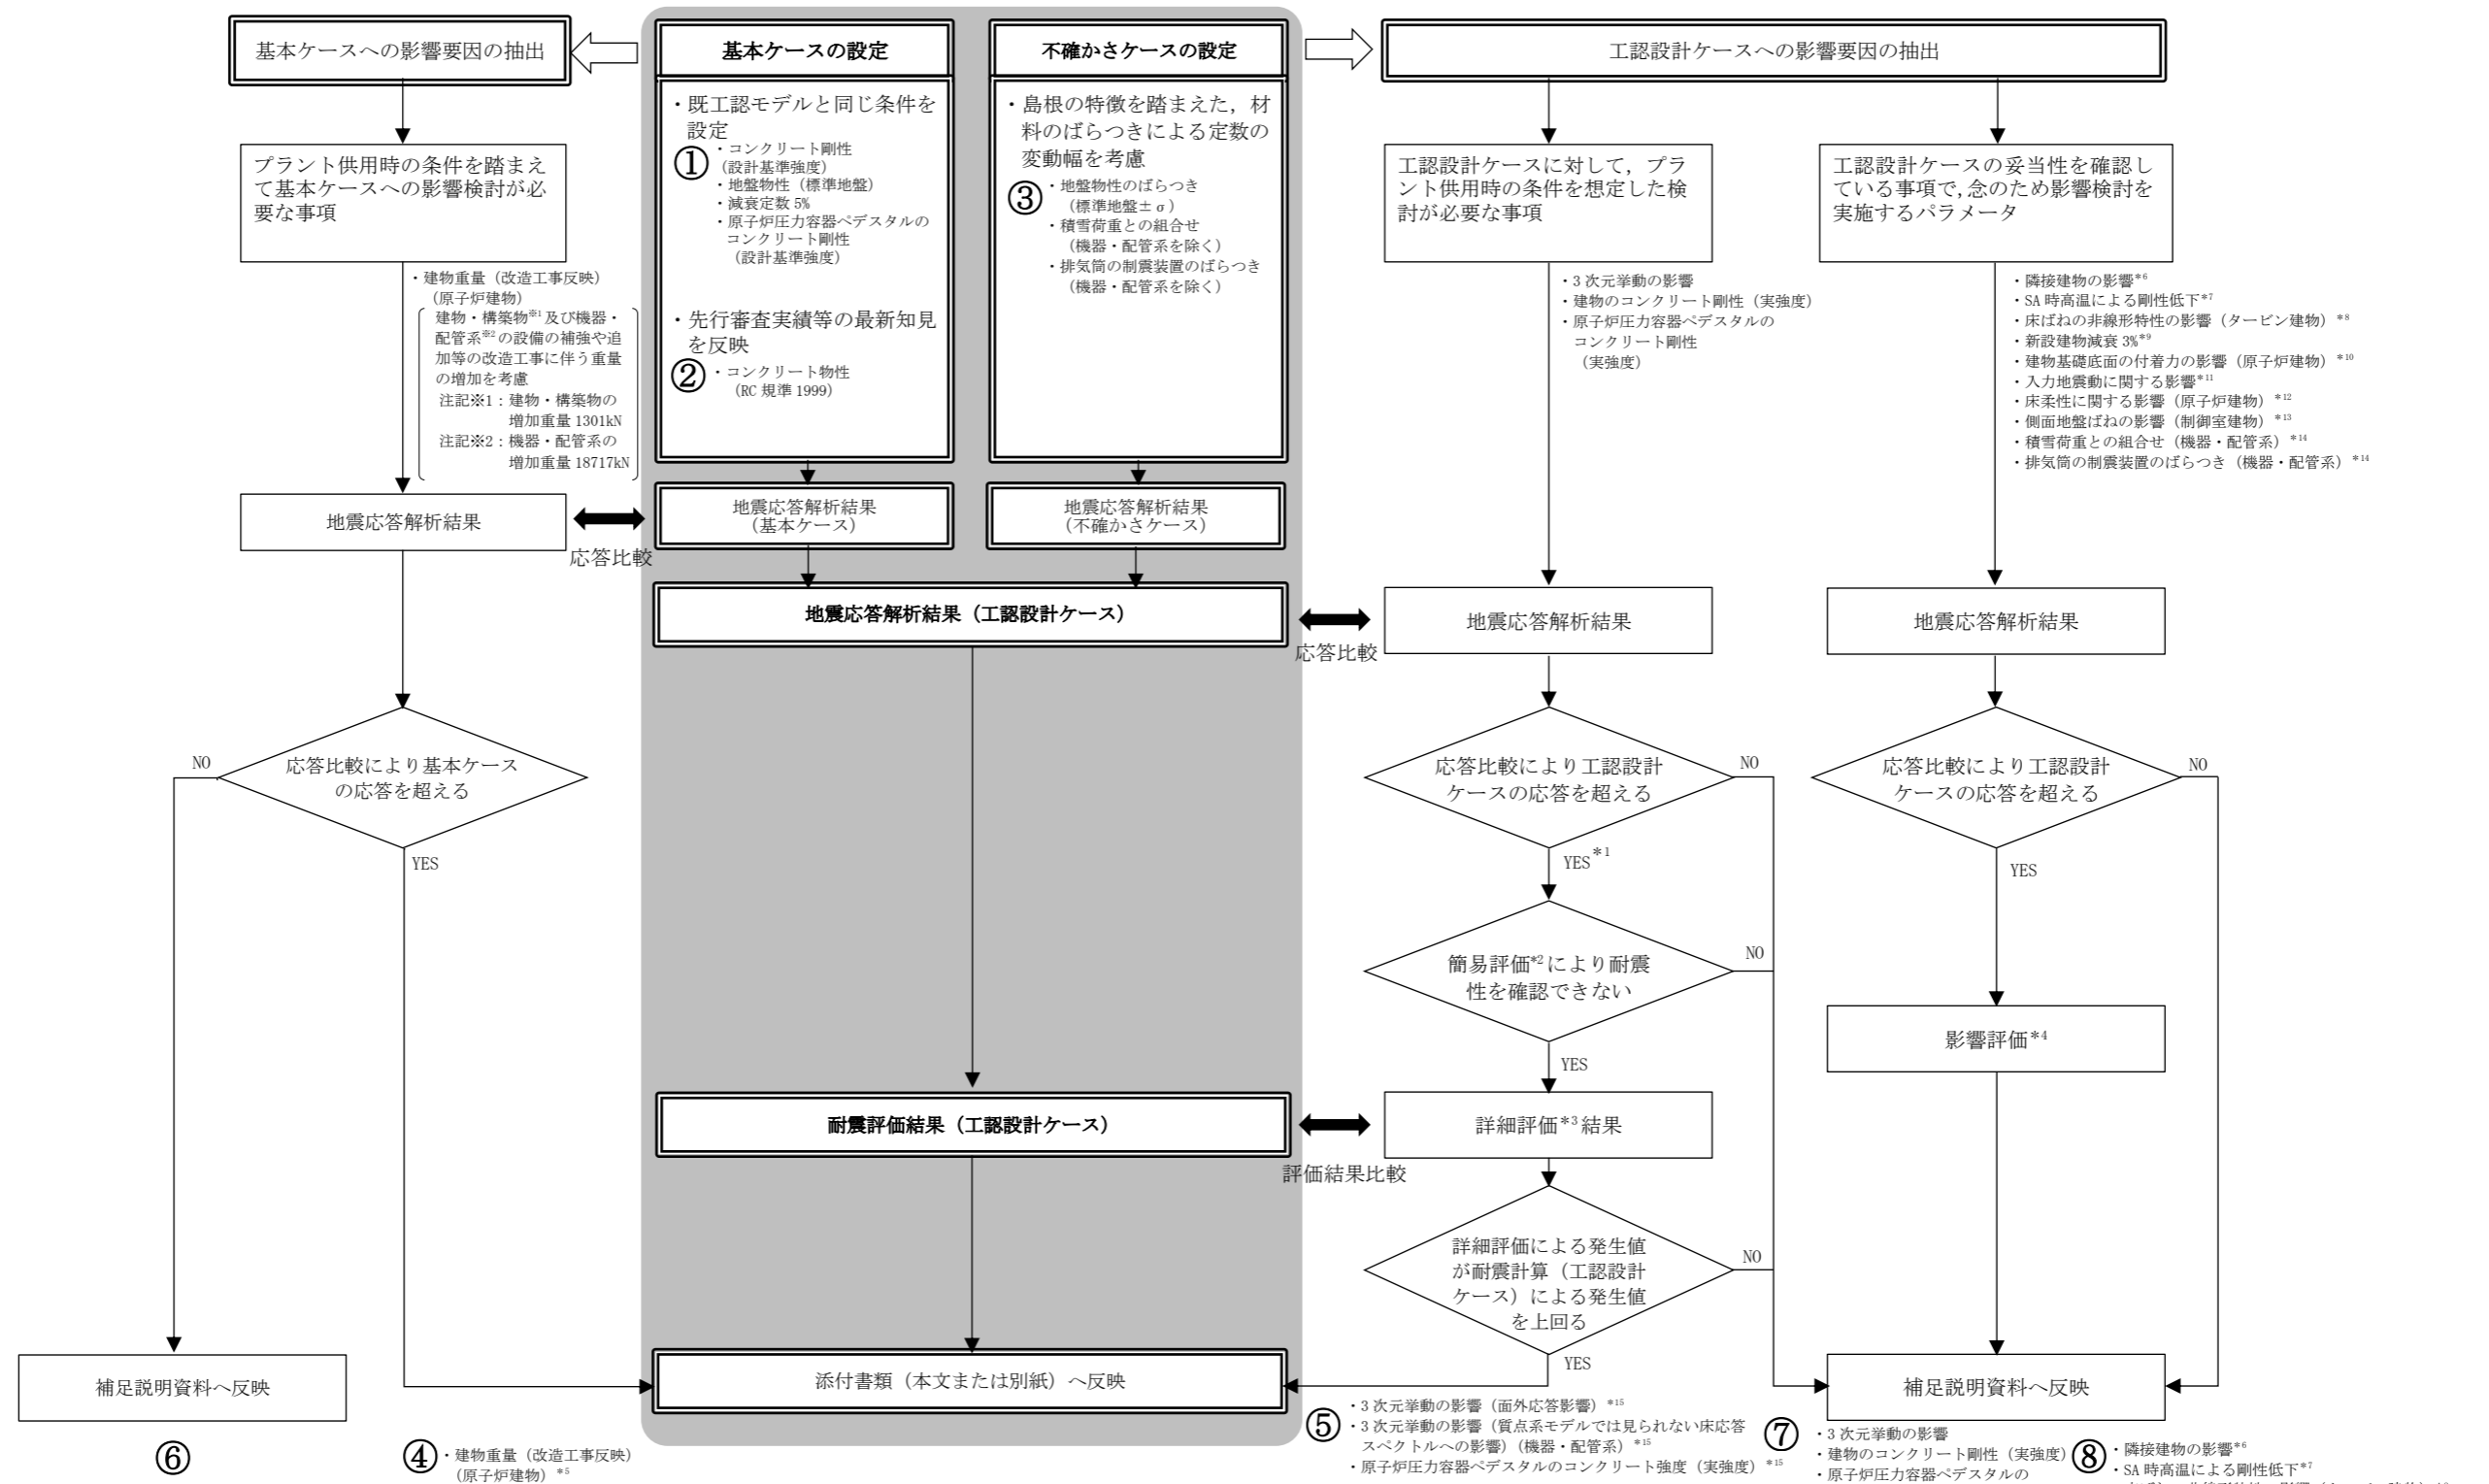 基本ケースへの影響要因の抽出
プラント供用時の条件を踏まえ
て基本ケースへの影響検討が必
要な事項
・建物重量（改造工事反映）
（原子炉建物）
建物・構築物※1及び機器・
配管系※2の設備の補強や追
加等の改造工事に伴う重量
の増加を考慮
注記※1：建物・構築物の
増加重量 1301kN
注記※2：機器・配管系の
増加重量 18717kN
地震応答解析結果
応答比較
応答比較により基本ケース
の応答を超える
NO
YES
補足説明資料へ反映
⑥
④
・建物重量（改造工事反映）
（原子炉建物）*5
基本ケースの設定
・既工認モデルと同じ条件を
設定
①
・コンクリート剛性
（設計基準強度）
・地盤物性（標準地盤）
・減衰定数 5%
・原子炉圧力容器ペデスタルの
コンクリート剛性
（設計基準強度）
・先行審査実績等の最新知見
を反映
②
・コンクリート物性
（RC 規準 1999）
不確かさケースの設定
・島根の特徴を踏まえた，材
料のばらつきによる定数の
変動幅を考慮
③
・地盤物性のばらつき
（標準地盤±σ）
・積雪荷重との組合せ
（機器・配管系を除く）
・排気筒の制震装置のばらつき
（機器・配管系を除く）
地震応答解析結果
（基本ケース）
地震応答解析結果
（不確かさケース）
地震応答解析結果（工認設計ケース）
耐震評価結果（工認設計ケース）
添付書類（本文または別紙）へ反映
工認設計ケースへの影響要因の抽出
工認設計ケースに対して，プラ
ント供用時の条件を想定した検
討が必要な事項
・3 次元挙動の影響
・建物のコンクリート剛性（実強度）
・原子炉圧力容器ペデスタルの
コンクリート剛性
（実強度）
地震応答解析結果
応答比較
応答比較により工認設計
ケースの応答を超える
NO
YES*1
簡易評価*2により耐震
性を確認できない
NO
YES
詳細評価*3結果
評価結果比較
詳細評価による発生値
が耐震計算（工認設計
ケース）による発生値
を上回る
NO
YES
⑤
・3 次元挙動の影響（面外応答影響）*15
・3 次元挙動の影響（質点系モデルでは見られない床応答
スペクトルへの影響）（機器・配管系）*15
・原子炉圧力容器ペデスタルのコンクリート強度（実強度）*15
工認設計ケースの妥当性を確認し
ている事項で，念のため影響検討を
実施するパラメータ
・隣接建物の影響*6
・SA 時高温による剛性低下*7
・床ばねの非線形特性の影響（タービン建物）*8
・新設建物減衰 3%*9
・建物基礎底面の付着力の影響（原子炉建物）*10
・入力地震動に関する影響*11
・床柔性に関する影響（原子炉建物）*12
・側面地盤ばねの影響（制御室建物）*13
・積雪荷重との組合せ（機器・配管系）*14
・排気筒の制震装置のばらつき（機器・配管系）*14
地震応答解析結果
応答比較により工認設計
ケースの応答を超える
NO
YES
影響評価*4
補足説明資料へ反映
⑦
・3 次元挙動の影響
・建物のコンクリート剛性（実強度）
・原子炉圧力容器ペデスタルの
⑧
・隣接建物の影響*6
・SA 時高温による剛性低下*7